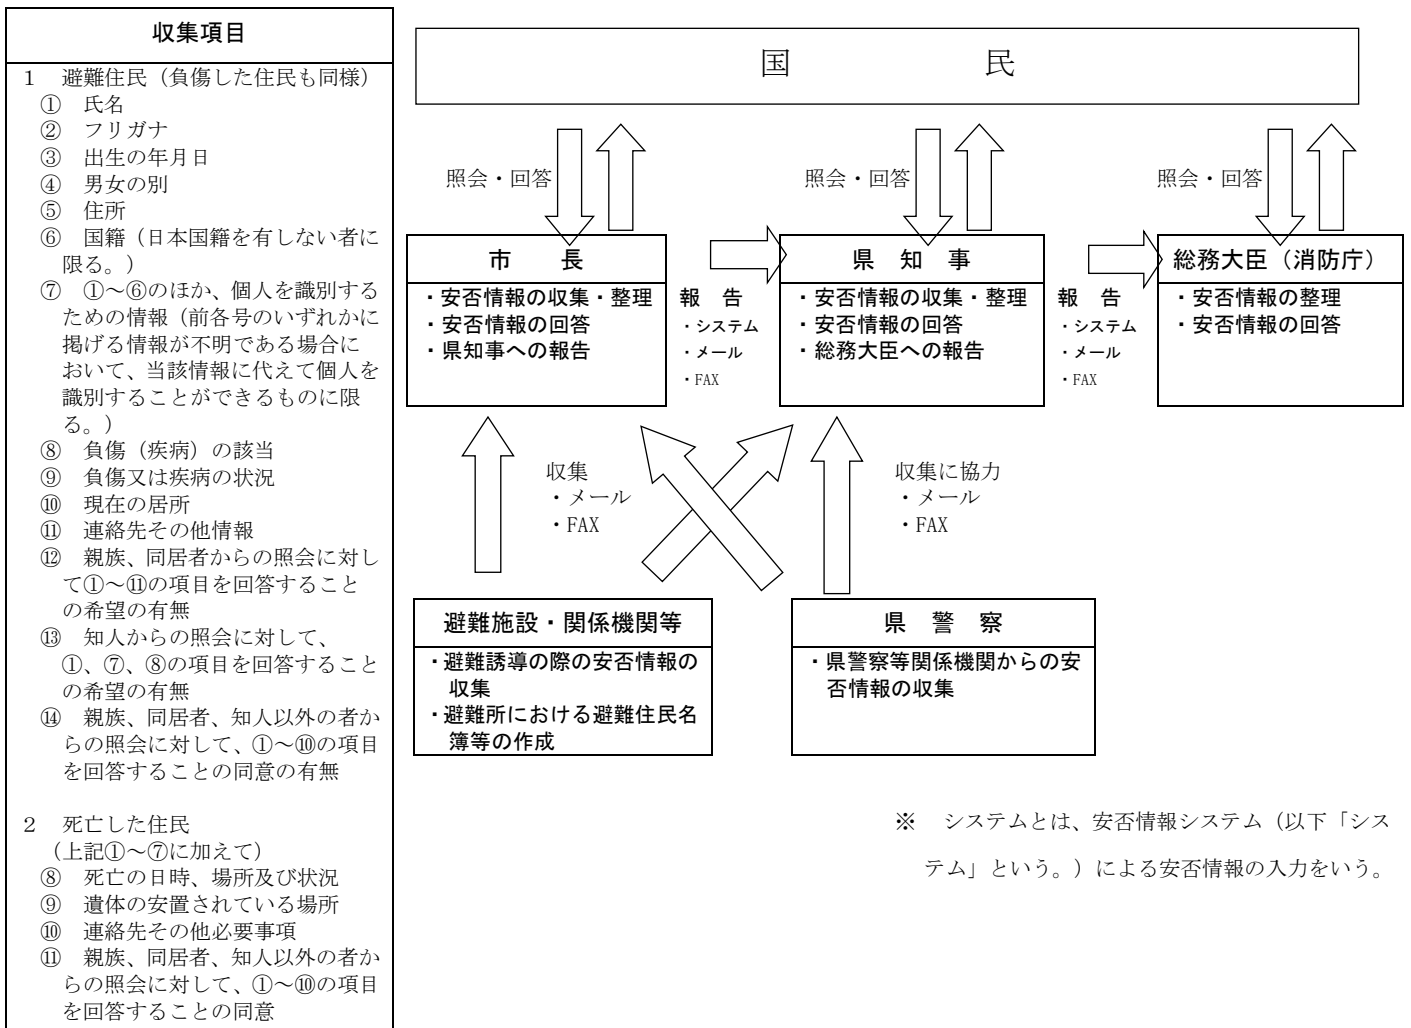 収集項目
1 避難住民（負傷した住民も同様）
① 氏名
② フリガナ
③ 出生の年月日
④ 男女の別
⑤ 住所
⑥ 国籍（日本国籍を有しない者に
限る。）
⑦ ①～⑥のほか、個人を識別する
ための情報（前各号のいずれかに
掲げる情報が不明である場合に
おいて、当該情報に代えて個人を
識別することができるものに限
る。）
⑧ 負傷（疾病）の該当
⑨ 負傷又は疾病の状況
⑩ 現在の居所
⑪ 連絡先その他情報
⑫ 親族、同居者からの照会に対し
て①～⑪の項目を回答すること
の希望の有無
⑬ 知人からの照会に対して、
①、⑦、⑧の項目を回答すること
の希望の有無
⑭ 親族、同居者、知人以外の者か
らの照会に対して、①～⑩の項目
を回答することの同意の有無
2 死亡した住民
（上記①～⑦に加えて）
⑧ 死亡の日時、場所及び状況
⑨ 遺体の安置されている場所
⑩ 連絡先その他必要事項
⑪ 親族、同居者、知人以外の者か
らの照会に対して、①～⑩の項目
を回答することの同意
国 民
照会・回答
照会・回答
照会・回答
市 長
・安否情報の収集・整理
・安否情報の回答
・県知事への報告
報 告
・システム
・メール
・FAX
県 知 事
・安否情報の収集・整理
・安否情報の回答
・総務大臣への報告
報 告
・システム
・メール
・FAX
総務大臣（消防庁）
・安否情報の整理
・安否情報の回答
収集
・メール
・FAX
収集に協力
・メール
・FAX
避難施設・関係機関等
・避難誘導の際の安否情報の
収集
・避難所における避難住民名
簿等の作成
県 警 察
・県警察等関係機関からの安
否情報の収集
※ システムとは、安否情報システム（以下「シス
テム」という。）による安否情報の入力をいう。